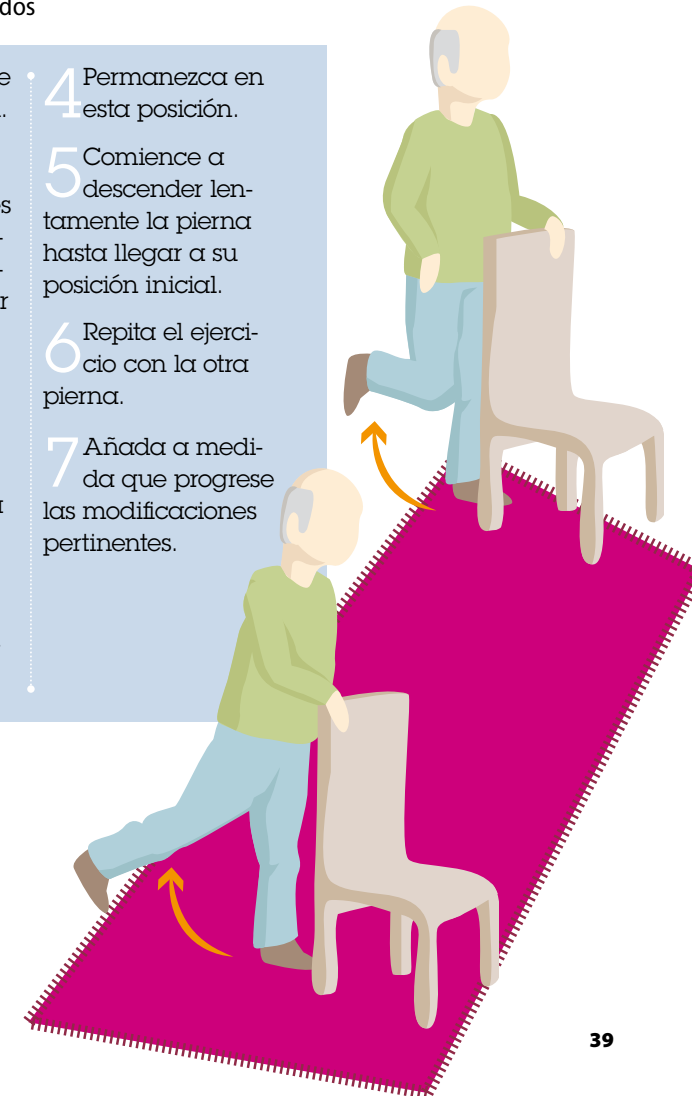 dos
e
.
s
-
-
r
4 Permanezca en
esta posición.
5 Comience a
descender len-
tamente la pierna
hasta llegar a su
posición inicial.
6 Repita el ejerci-
cio con la otra
pierna.
7 Añada a medi-
da que progrese
las modificaciones
pertinentes.
39